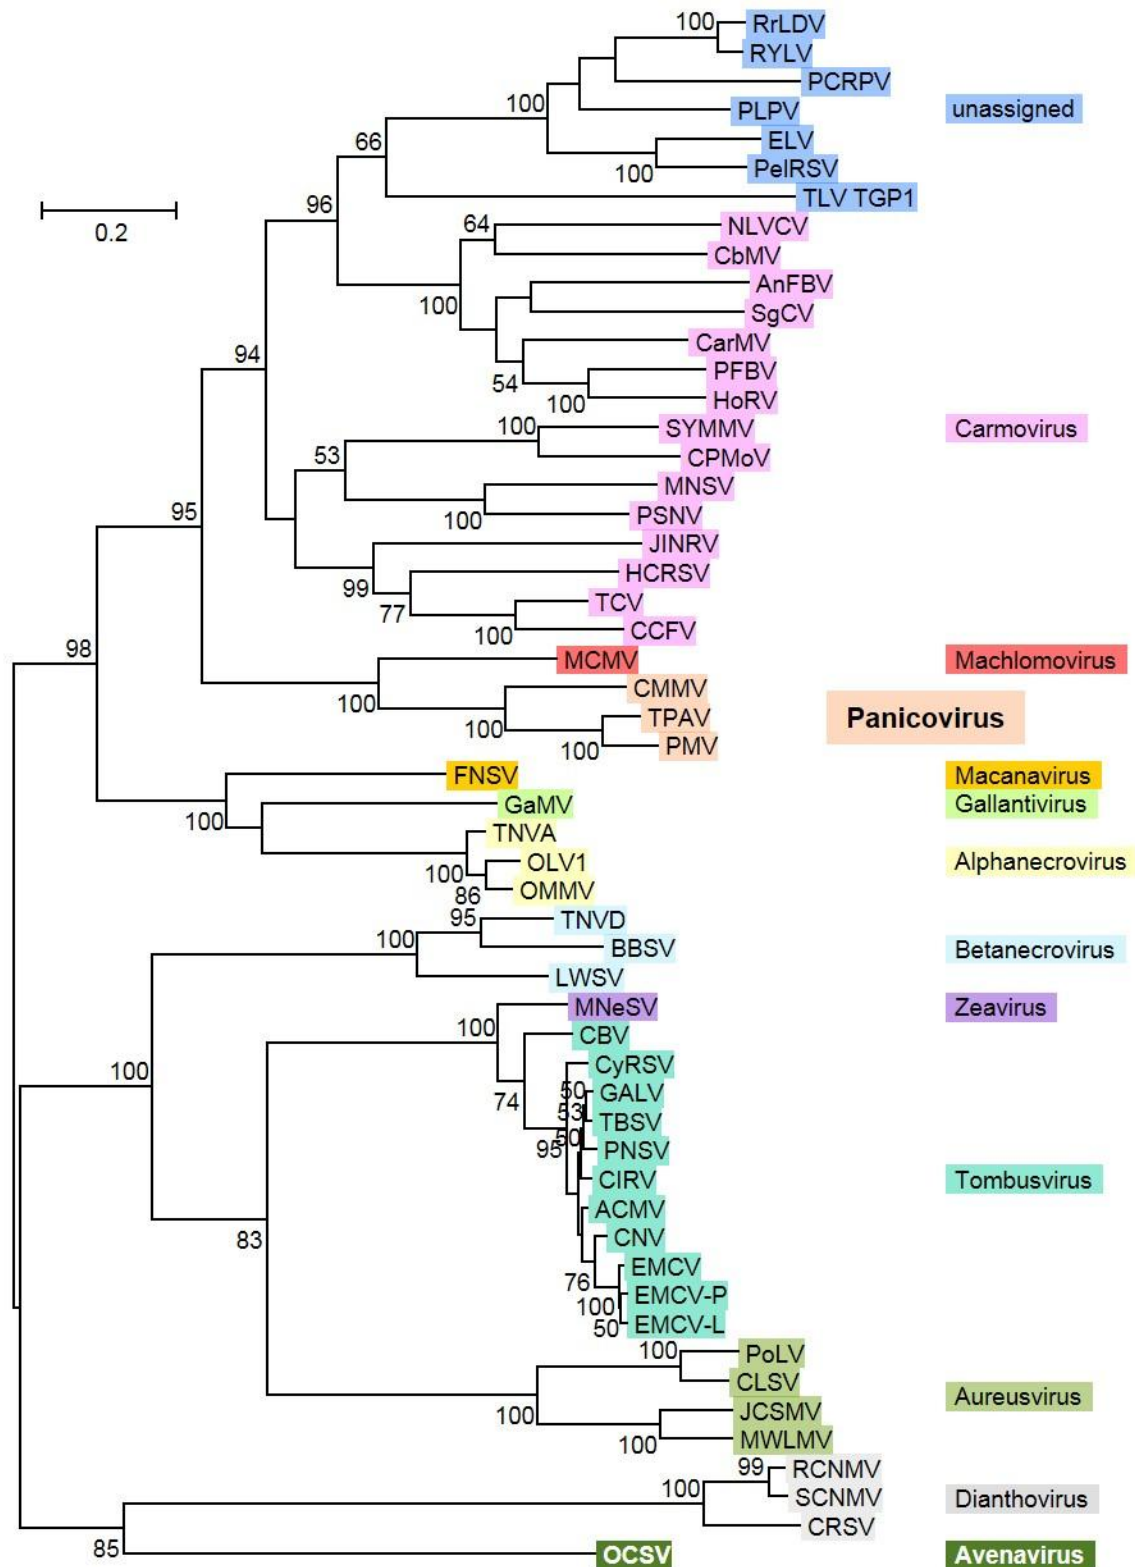 100 RrLDV
RYLV
PCRPV
100
PLPV unassigned
ELV
66
100 PelRSV
TLV TGP1
96
0.2
64 NLVCV
CbMV
AnFBV
100
SgCV
CarMV
94
PFBV
54
100 HoRV
100 SYMMV Carmovirus
53
CPMoV
MNSV
95
100 PSNV
JINRV
HCRSV
99
77
TCV
100 CCFV
98
MCMV Machlomovirus
CMMV
100
TPAV Panicovirus
100
100 PMV
FNSV Macanavirus
GaMV Gallantivirus
100
TNVA
OLV1 Alphanecrovirus
100
86 OMMV
95 TNVD
100
BBSV Betanecrovirus
LWSV
MNeSV Zeavirus
100
CBV
CyRSV
100
50 GALV
74
53
TBSV
50
95 PNSV
CIRV Tombusvirus
ACMV
CNV
83
EMCV
76
EMCV-P
100
50 EMCV-L
100 PoLV
CLSV
Aureusvirus
JCSMV
100
100 MWLMV
99 RCNMV
100
SCNMV Dianthovirus
CRSV
85 OCSV Avenavirus